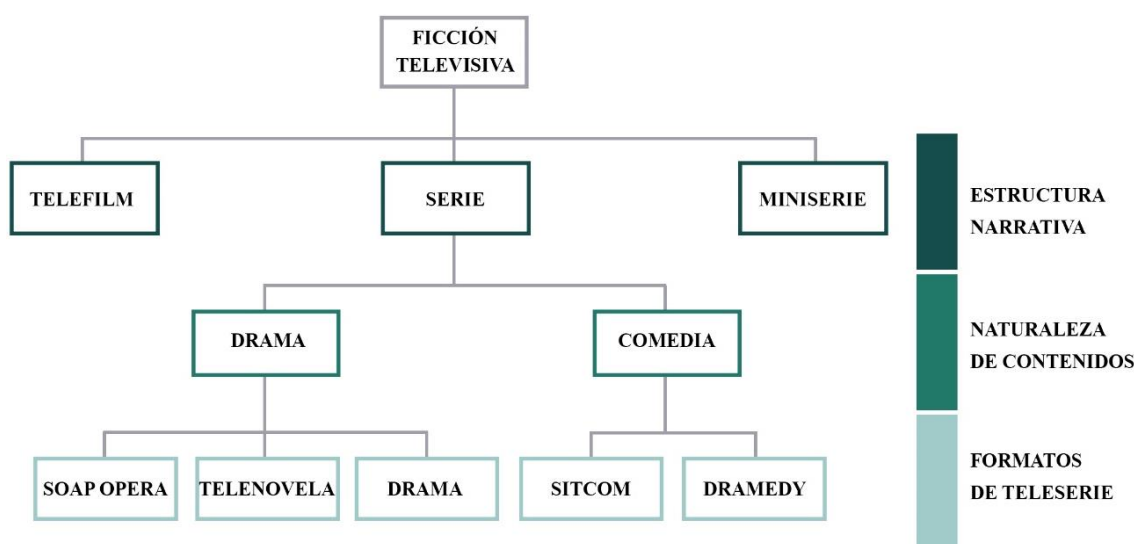 FICCIÓN
TELEVISIVA
TELEFILM
SERIE
MINISERIE
ESTRUCTURA
NARRATIVA
DRAMA
COMEDIA
NATURALEZA
DE CONTENIDOS
SOAP OPERA
TELENOVELA
DRAMA
SITCOM
DRAMEDY
FORMATOS
DE TELESERIE